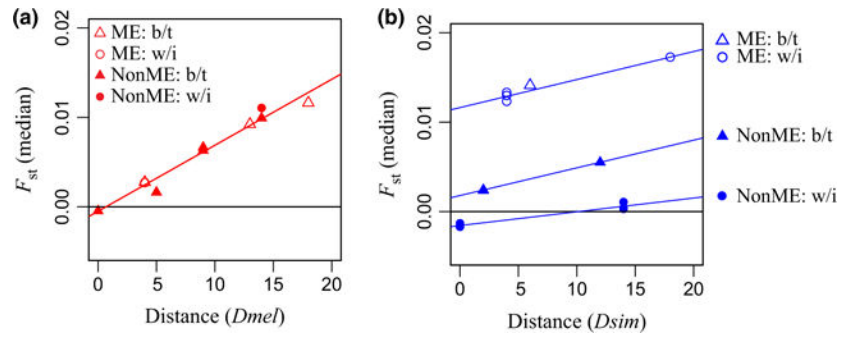 (a)
ME: b/t
ME: w/i
NonME: b/t
NonME: w/i
Fst (median)
0.00
0.01
0.02
0
5
10
15
20
Distance (Dmel)
(b)
ME: b/t
ME: w/i
NonME: b/t
NonME: w/i
Fst (median)
0.00
0.01
0.02
0
5
10
15
20
Distance (Dsim)